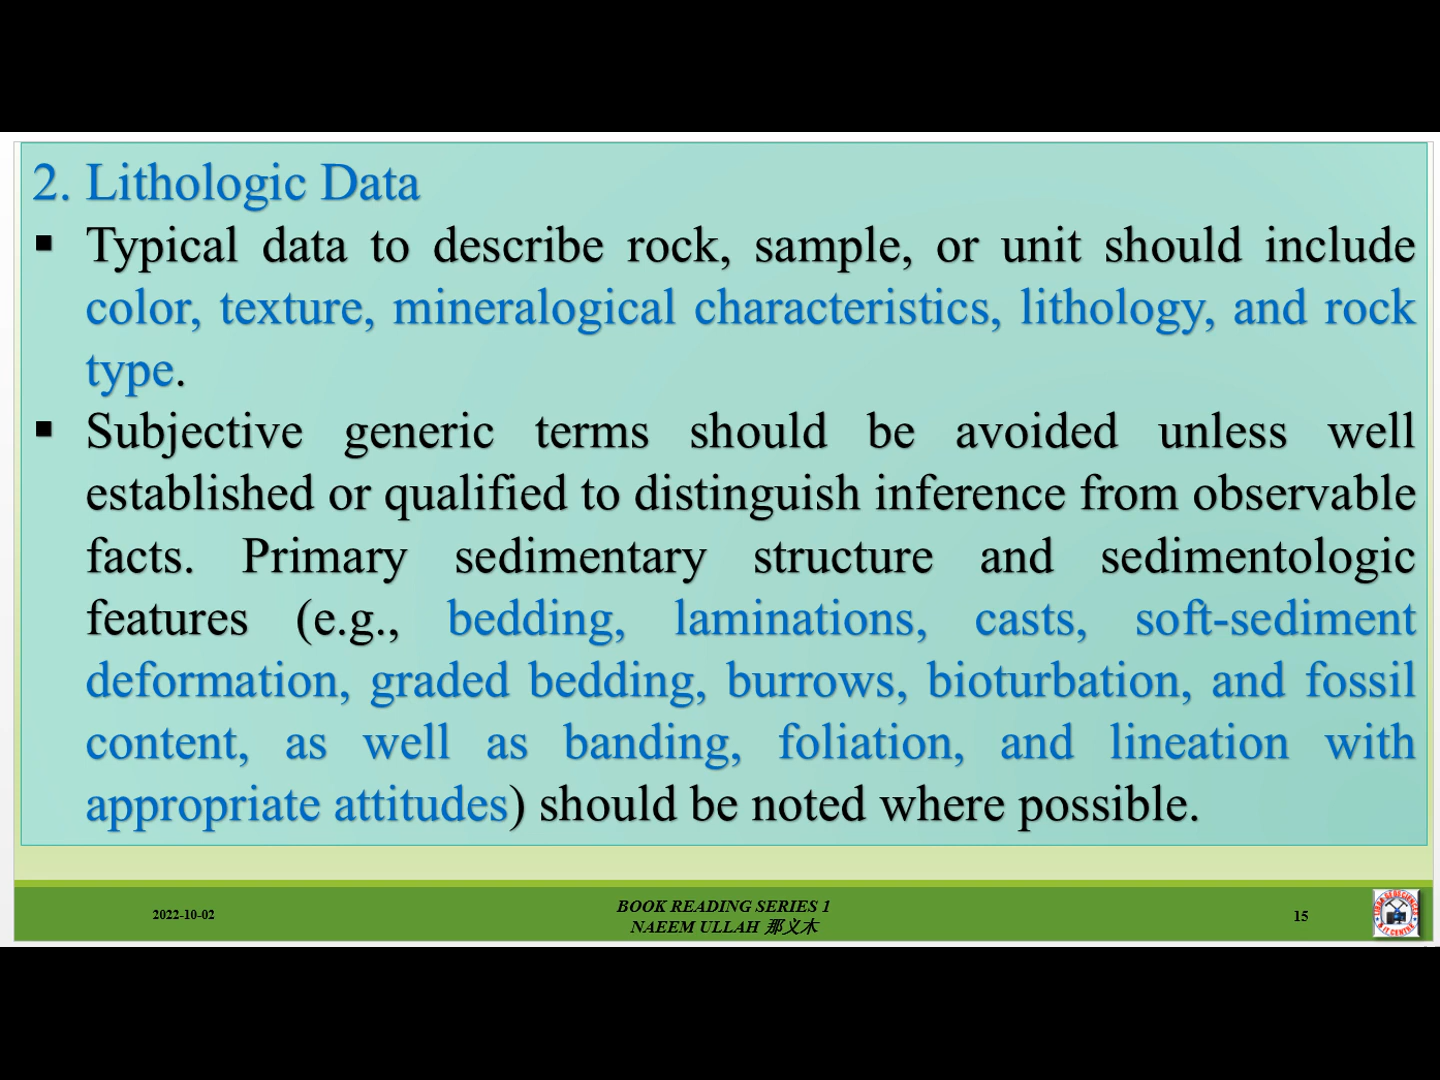 2. Lithologic Data
▪ Typical data to describe rock, sample, or unit should include
color, texture, mineralogical characteristics, lithology, and rock
type.
▪ Subjective generic terms should be avoided unless well
established or qualified to distinguish inference from observable
facts. Primary sedimentary structure and sedimentologic
features (e.g., bedding, laminations, casts, soft-sediment
deformation, graded bedding, burrows, bioturbation, and fossil
content, as well as banding, foliation, and lineation with
appropriate attitudes) should be noted where possible.
2022-10-02
BOOK READING SERIES 1
NAEEM ULLAH 那义木
15